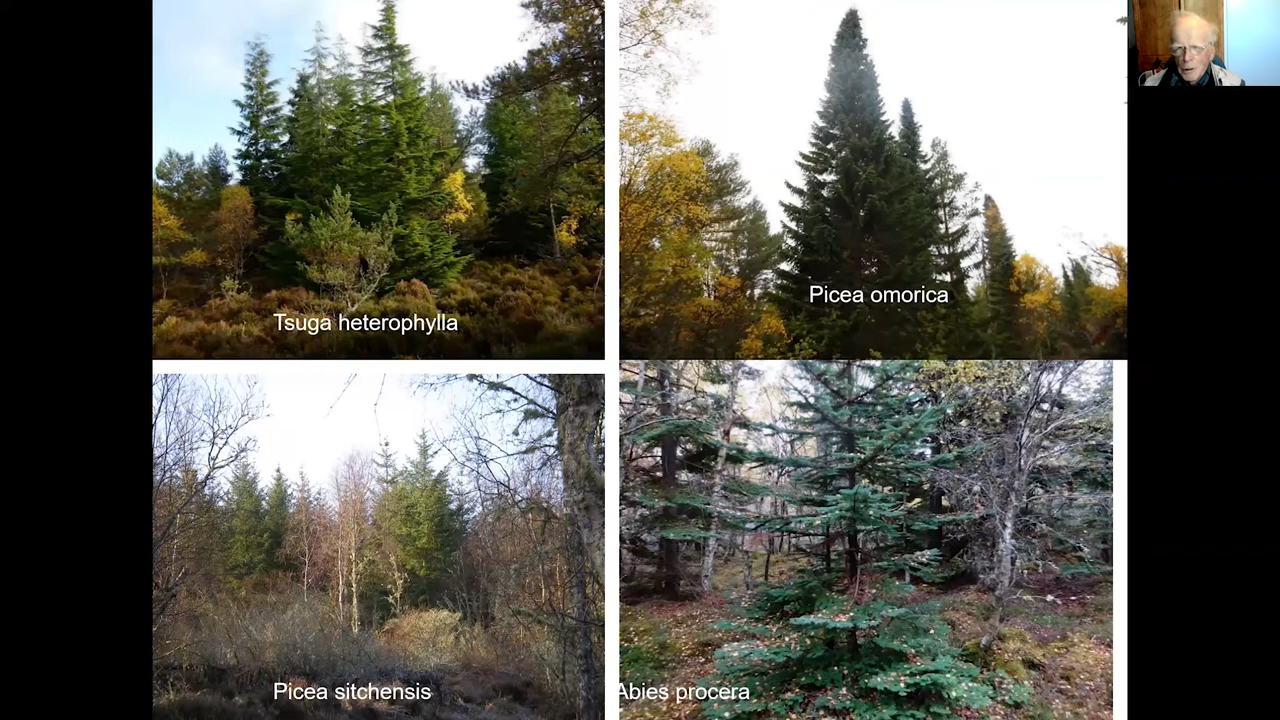 Tsuga heterophylla
Picea omorica
Picea sitchensis
Abies procera